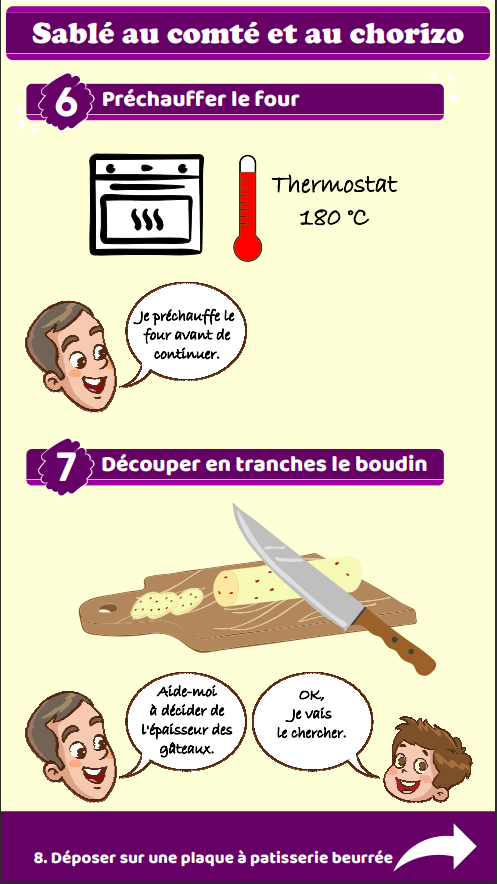 Sablé au comté et au chorizo
6 Préchauffer le four
Thermostat
180 °C
Je préchauffe le
four avant de
continuer.
7 Découper en tranches le boudin
Aide-moi
à décider de
l'épaisseur des
gâteaux.
OK,
Je vais
le chercher.
8. Déposer sur une plaque à patisserie beurrée